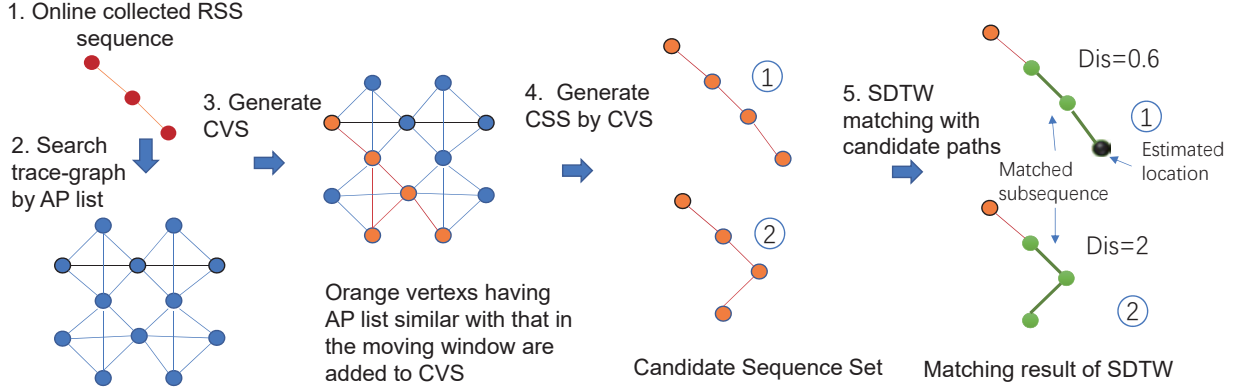 1. Online collected RSS
sequence
2. Search
trace-graph
by AP list
3. Generate
CVS
Orange vertexs having
AP list similar with that in
the moving window are
added to CVS
4. Generate
CSS by CVS
1
2
Candidate Sequence Set
5. SDTW
matching with
candidate paths
Dis=0.6
1
Estimated
location
Matched
subsequence
Dis=2
2
Matching result of SDTW